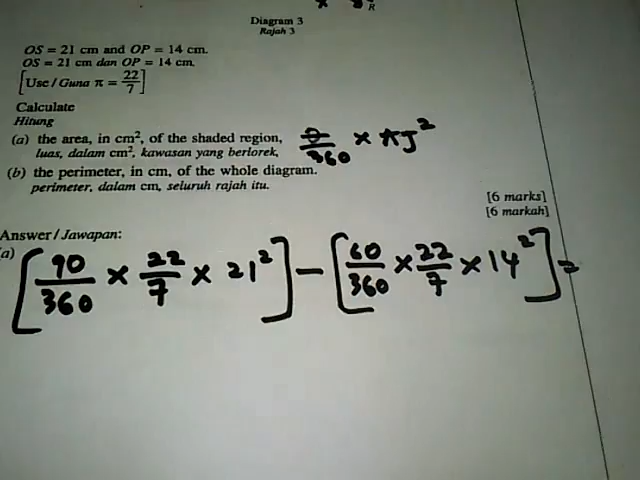 R
Diagram 3
Rajah 3
OS = 21 cm and OP = 14 cm.
OS = 21 cm dan OP = 14 cm.
[Use / Guna π = 22/7]
Calculate
Hitung
(a) the area, in cm², of the shaded region,
luas, dalam cm², kawasan yang berlorek,
θ/360 × πj²
(b) the perimeter, in cm, of the whole diagram.
perimeter, dalam cm, seluruh rajah itu.
[6 marks]
[6 markah]
Answer / Jawapan:
(a) [90/360 × 22/7 × 21²] − [60/360 × 22/7 × 14²] =